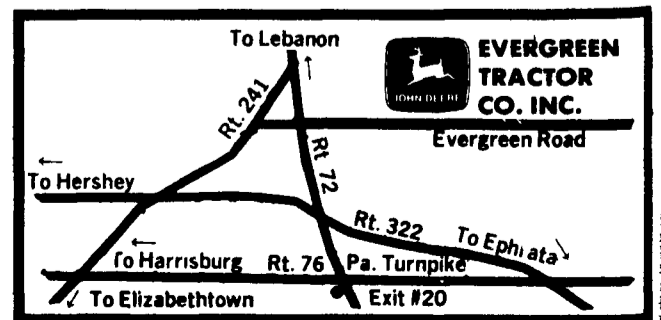 To Lebanon
EVERGREEN
TRACTOR
CO. INC.
JOHN DEERE
Rt. 241
Evergreen Road
Rt 72
To Hershey
Rt. 322
To Ephrata
To Harrisburg
Rt. 76
Pa. Turnpike
To Elizabethtown
Exit #20